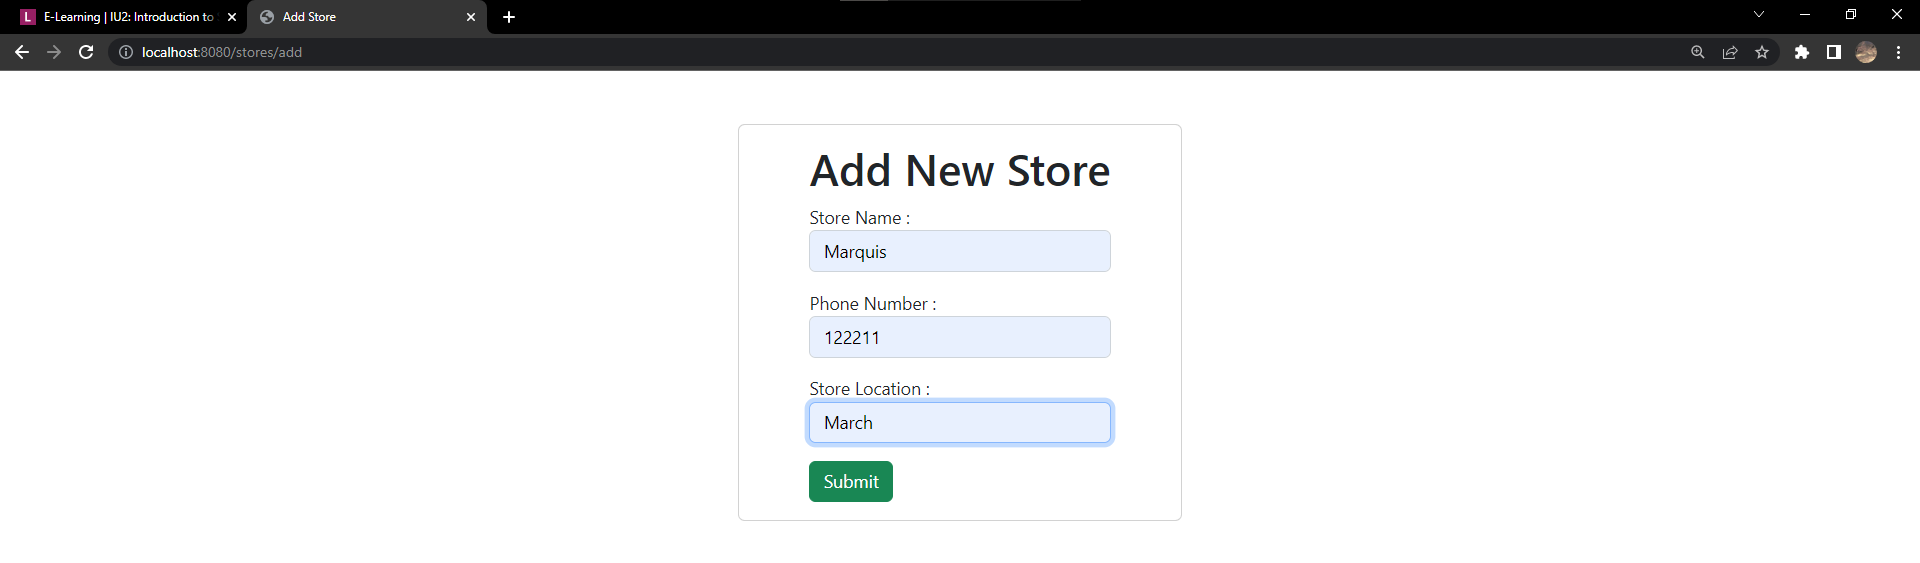 E-Learning | IU2: Introduction to
Add Store
localhost:8080/stores/add
Add New Store
Store Name :
Marquis
Phone Number :
122211
Store Location :
March
Submit